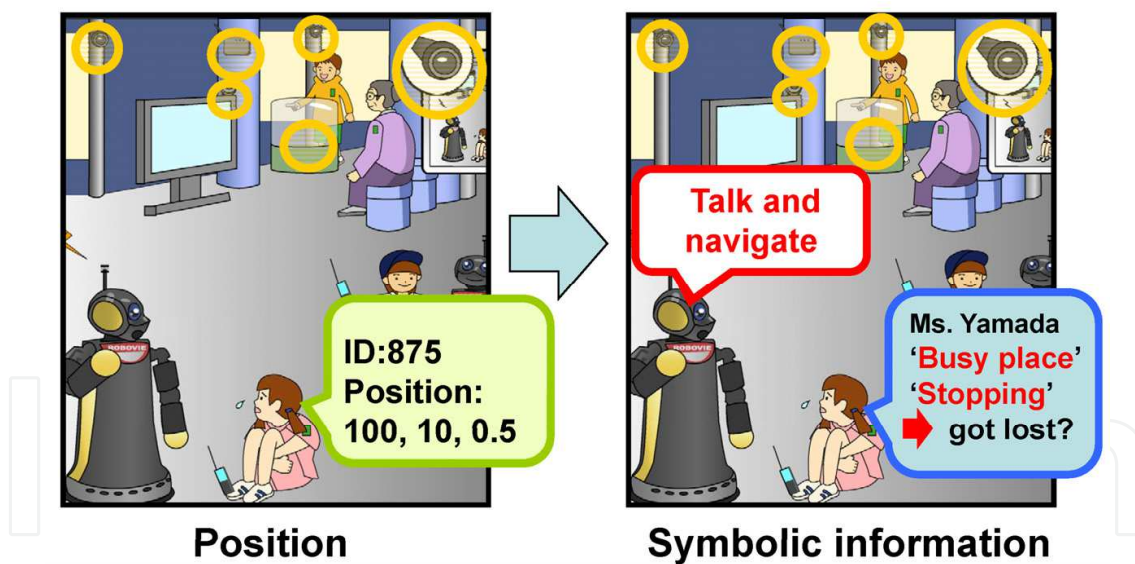 ROBOVIE
ID:875
Position:
100, 10, 0.5
Position
Talk and
navigate
ROBOVIE
Ms. Yamada
‘Busy place’
‘Stopping’
got lost?
Symbolic information